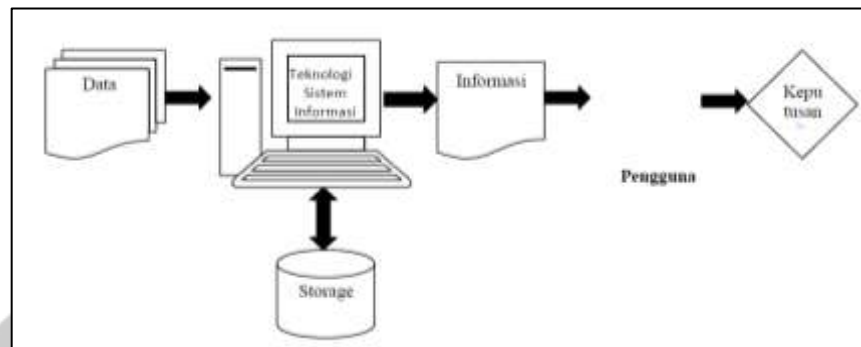 Data
Teknologi
Sistem
Informasi
Informasi
Pengguna
Kepu
tusan
Storage